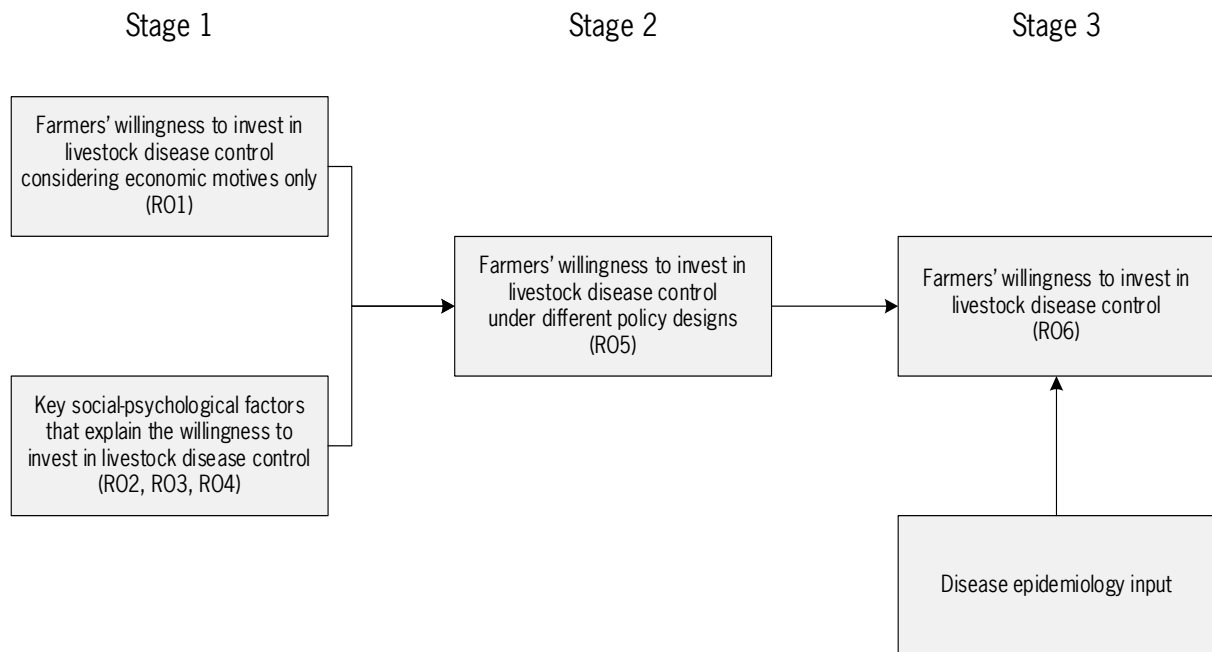 Stage 1
Stage 2
Stage 3
Farmers’ willingness to invest in
livestock disease control
considering economic motives only
(RO1)
Key social-psychological factors
that explain the willingness to
invest in livestock disease control
(RO2, RO3, RO4)
Farmers’ willingness to invest in
livestock disease control
under different policy designs
(RO5)
Farmers’ willingness to invest in
livestock disease control
(RO6)
Disease epidemiology input